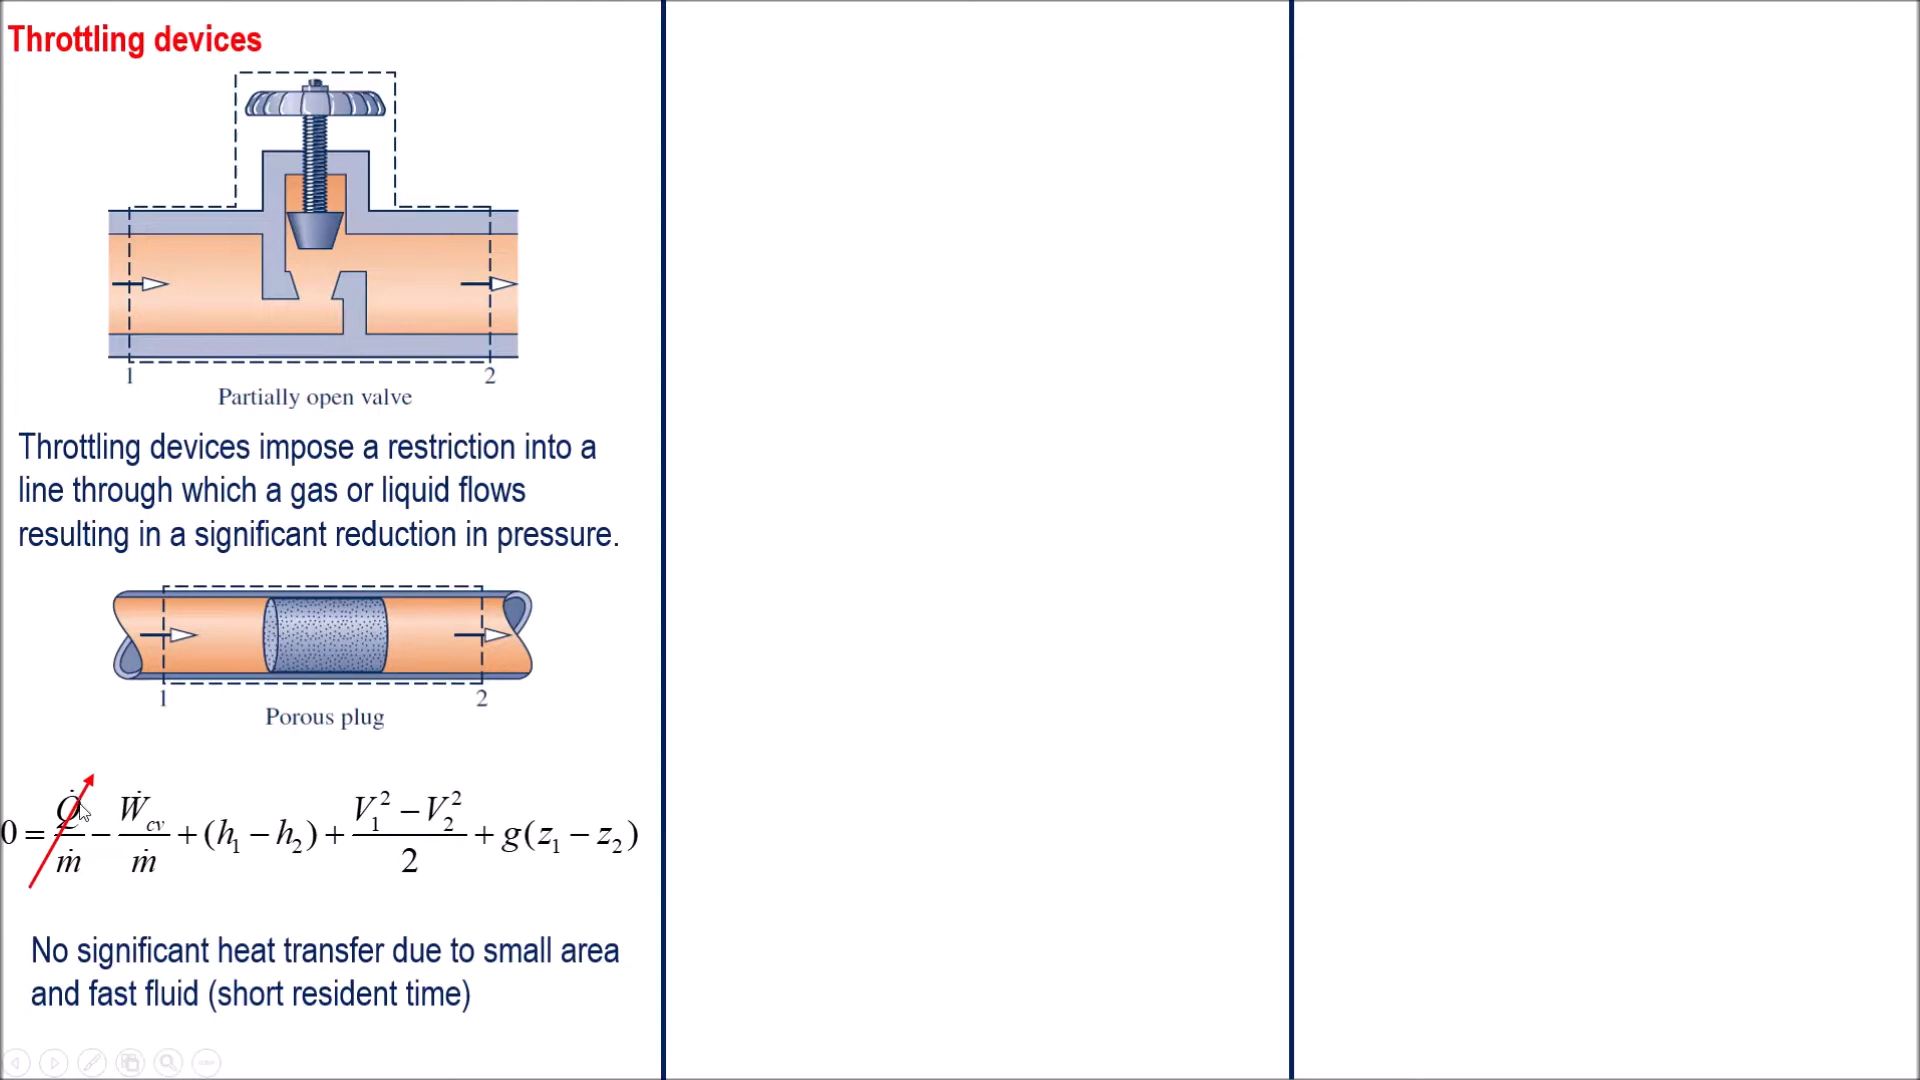 Throttling devices
1
2
Partially open valve
Throttling devices impose a restriction into a
line through which a gas or liquid flows
resulting in a significant reduction in pressure.
1
2
Porous plug
0 = Q̇/ṁ − Ẇcv/ṁ + (h₁ − h₂) + (V₁² − V₂²)/2 + g(z₁ − z₂)
No significant heat transfer due to small area
and fast fluid (short resident time)